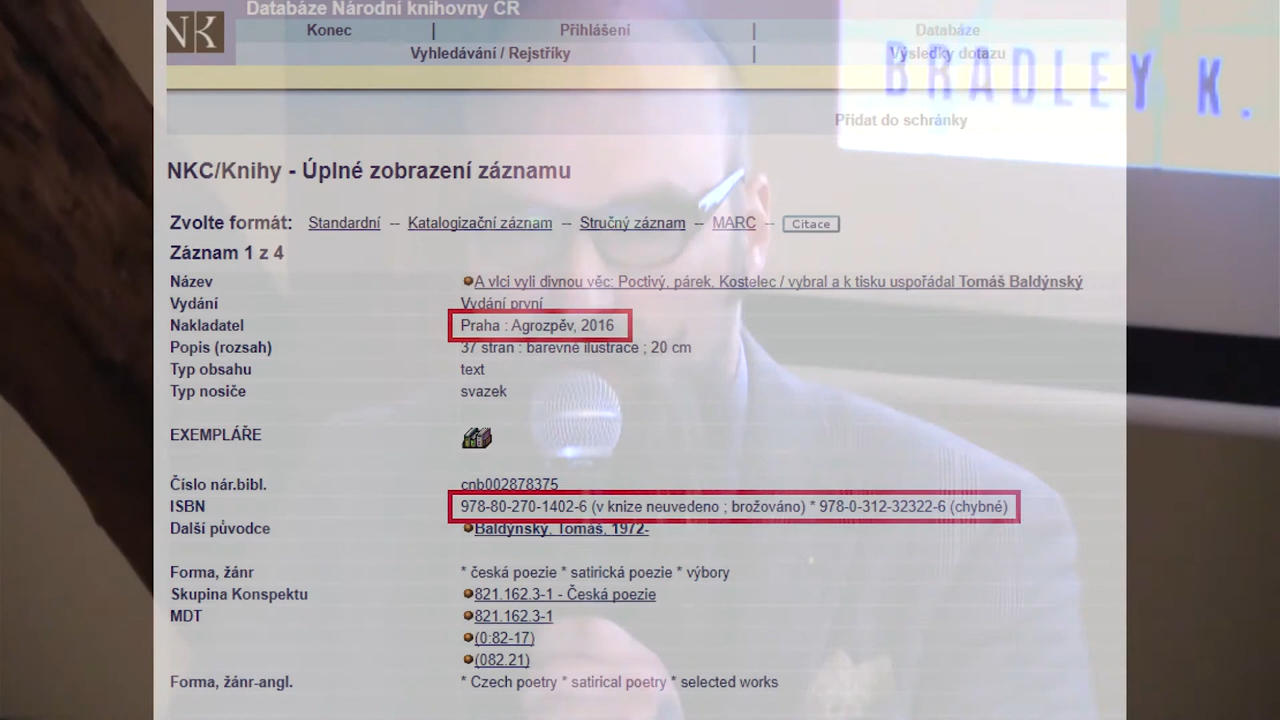 Databáze Národní knihovny ČR
NK
Konec | Přihlášení | Databáze
Vyhledávání / Rejstříky | Výsledky dotazu
BRADLEY K.
Přidat do schránky
NKC/Knihy - Úplné zobrazení záznamu
Zvolte formát: Standardní -- Katalogizační záznam -- Stručný záznam -- MARC -- Citace
Záznam 1 z 4
Název A vlci vyli divnou věc: Poctivý, párek, Kostelec / vybral a k tisku uspořádal Tomáš Baldýnský
Vydání Vydání první
Nakladatel Praha : Agrozpěv, 2016
Popis (rozsah) 37 stran : barevné ilustrace ; 20 cm
Typ obsahu text
Typ nosiče svazek
EXEMPLÁŘE
Číslo nár.bibl. cnb002878375
ISBN 978-80-270-1402-6 (v knize neuvedeno ; brožováno) * 978-0-312-32322-6 (chybné)
Další původce Baldýnský, Tomáš, 1972-
Forma, žánr * česká poezie * satirická poezie * výbory
Skupina Konspektu 821.162.3-1 - Česká poezie
MDT 821.162.3-1
(0:82-17)
(082.21)
Forma, žánr-angl. * Czech poetry * satirical poetry * selected works